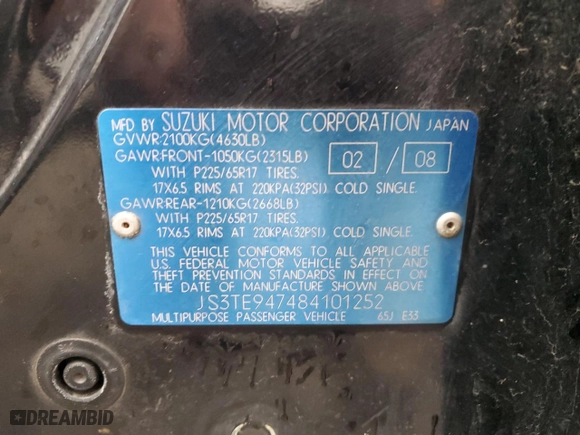 MFD BY SUZUKI MOTOR CORPORATION JAPAN
GVWR:2100KG(4630LB)
GAWR:FRONT-1050KG(2315LB) 02 / 08
WITH P225/65R17 TIRES.
17X6.5 RIMS AT 220KPA(32PSI). COLD SINGLE.
GAWR:REAR-1210KG(2668LB)
WITH P225/65R17 TIRES.
17X6.5 RIMS AT 220KPA(32PSI). COLD SINGLE.
THIS VEHICLE CONFORMS TO ALL APPLICABLE
U.S. FEDERAL MOTOR VEHICLE SAFETY AND
THEFT PREVENTION STANDARDS IN EFFECT ON
THE DATE OF MANUFACTURE SHOWN ABOVE
JS3TE947484101252
MULTIPURPOSE PASSENGER VEHICLE 65J E33
DREAMBID